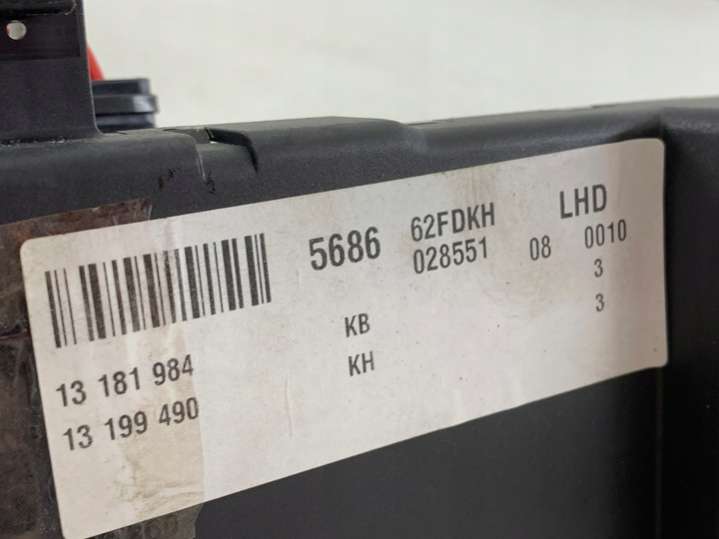 5686 62FDKH LHD
028551 08 0010
3
13 181 984 KB 3
13 199 490 KH